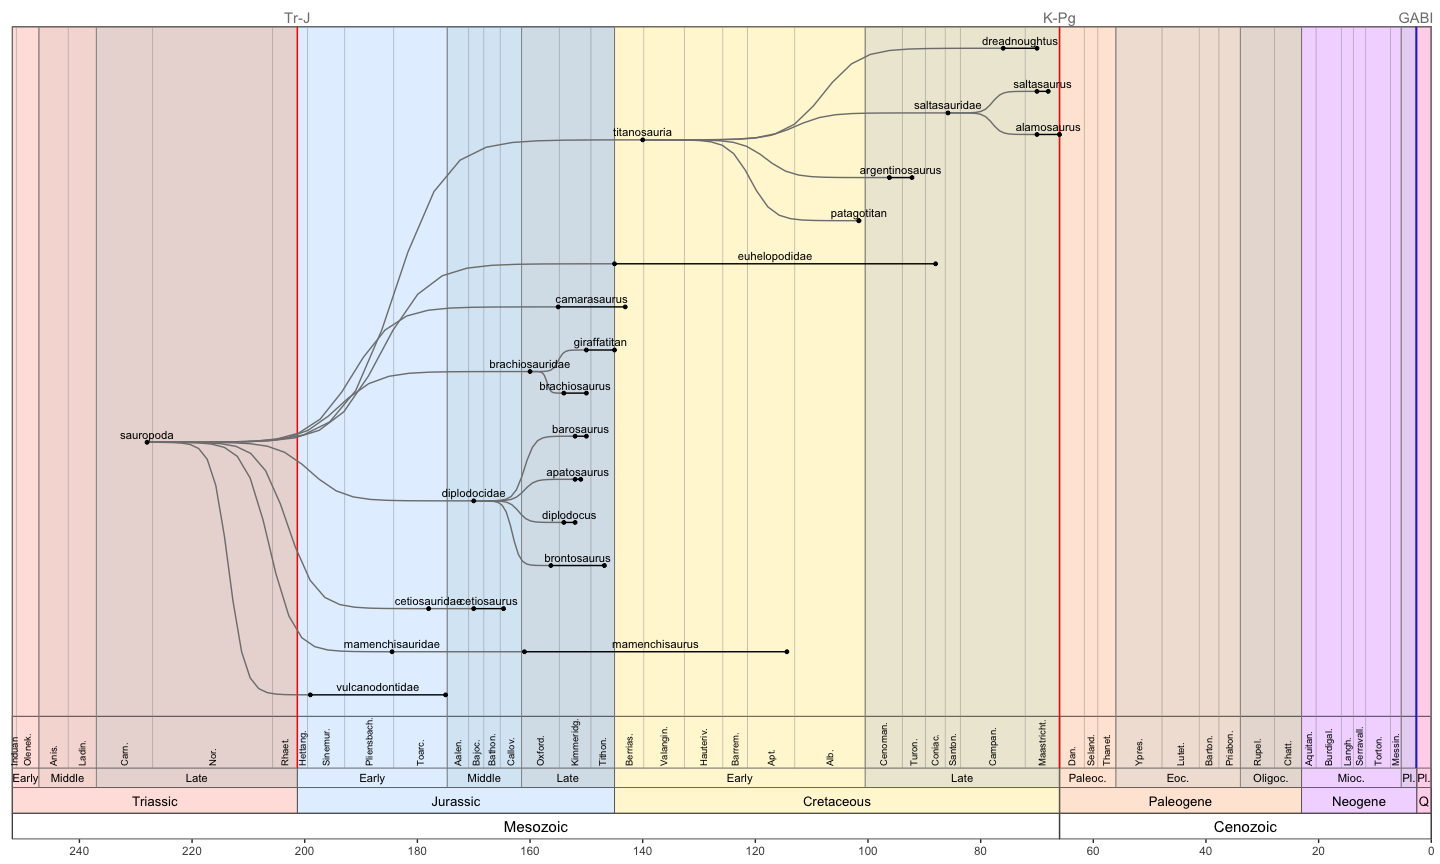 Tr-J K-Pg GABI
dreadnoughtus
saltasaurus
saltasauridae
alamosaurus
titanosauria
argentinosaurus
patagotitan
euhelopodidae
camarasaurus
giraffatitan
brachiosauridae
brachiosaurus
barosaurus
sauropoda
apatosaurus
diplodocidae
diplodocus
brontosaurus
cetiosauridae cetiosaurus
mamenchisauridae mamenchisaurus
vulcanodontidae
Induan Olenek. Anis. Ladin. Carn. Nor. Rhaet. Hettang. Sinemur. Pliensbach. Toarc. Aalen. Bajoc. Bathon. Callov. Oxford. Kimmeridg. Tithon. Berrias. Valangin. Hauteriv. Barrem. Apt. Alb. Cenoman. Turon. Coniac. Santon. Campan. Maastricht. Dan. Seland. Thanet. Ypres. Lutet. Barton. Priabon. Rupel. Chatt. Aquitan. Burdigal. Langh. Serravall. Torton. Messin.
Early Middle Late Early Middle Late Early Late Paleoc. Eoc. Oligoc. Mioc. Pl. Pl.
Triassic Jurassic Cretaceous Paleogene Neogene Q
Mesozoic Cenozoic
240 220 200 180 160 140 120 100 80 60 40 20 0